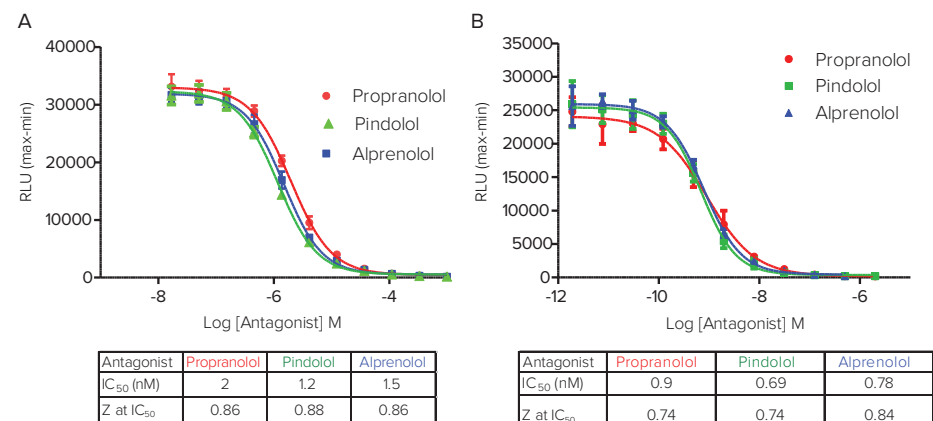 A
RLU (max-min)
40000
30000
20000
10000
0
-8
-6
-4
Log [Antagonist] M
Propranolol
Pindolol
Alprenolol
Antagonist Propranolol Pindolol Alprenolol
IC50 (nM) 2 1.2 1.5
Z at IC50 0.86 0.88 0.86
B
RLU (max-min)
35000
30000
25000
20000
15000
10000
5000
0
-12
-10
-8
-6
Log [Antagonist] M
Propranolol
Pindolol
Alprenolol
Antagonist Propranolol Pindolol Alprenolol
IC50 (nM) 0.9 0.69 0.78
Z at IC50 0.74 0.74 0.84